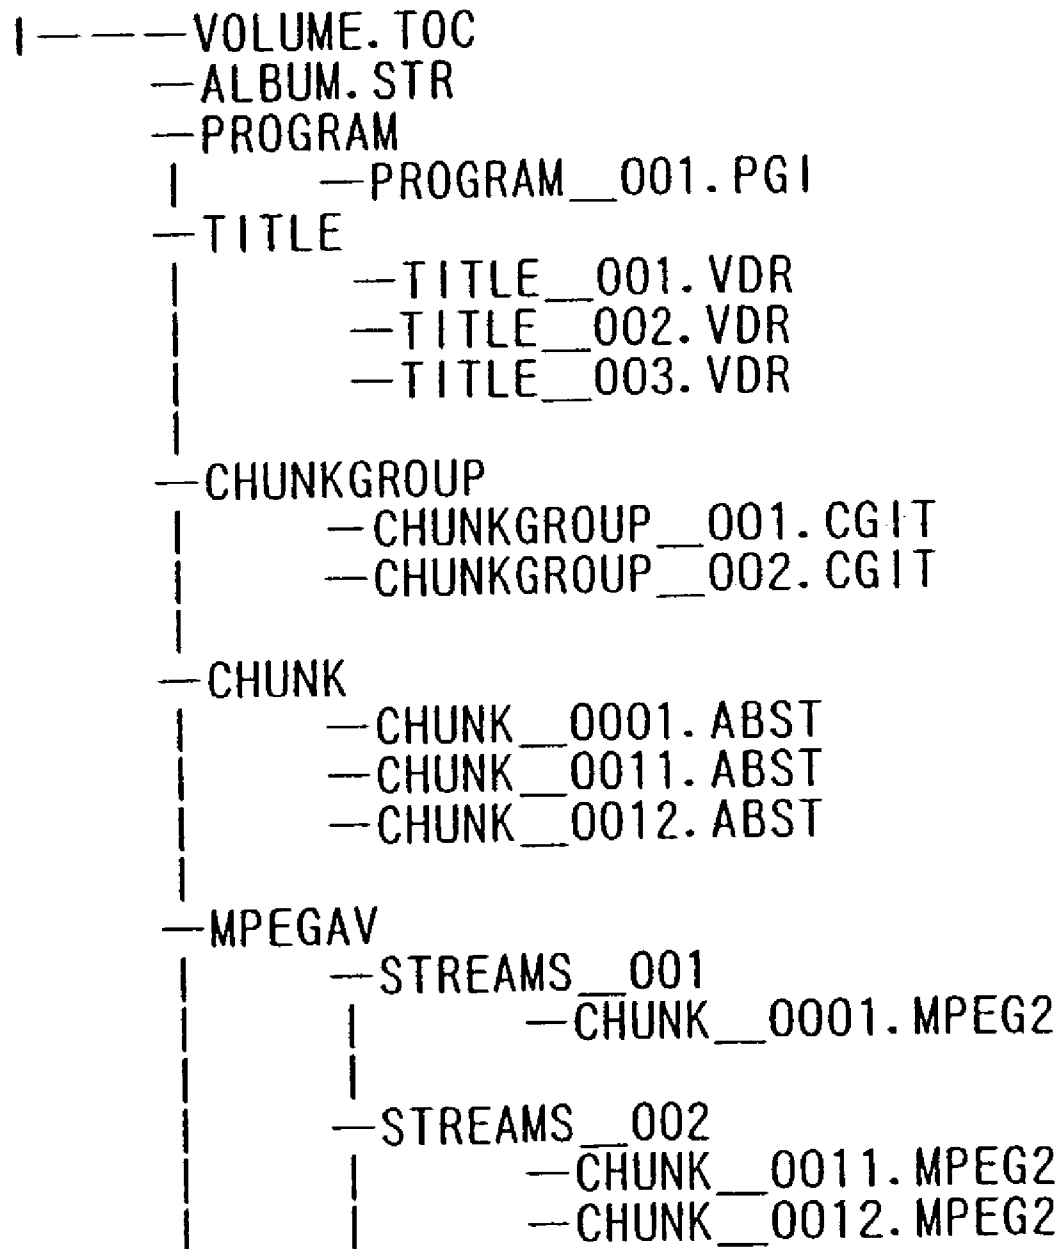 VOLUME.TOC
ALBUM.STR
PROGRAM
PROGRAM__001.PGI
TITLE
TITLE__001.VDR
TITLE__002.VDR
TITLE__003.VDR
CHUNKGROUP
CHUNKGROUP__001.CGIT
CHUNKGROUP__002.CGIT
CHUNK
CHUNK__0001.ABST
CHUNK__0011.ABST
CHUNK__0012.ABST
MPEGAV
STREAMS__001
CHUNK__0001.MPEG2
STREAMS__002
CHUNK__0011.MPEG2
CHUNK__0012.MPEG2